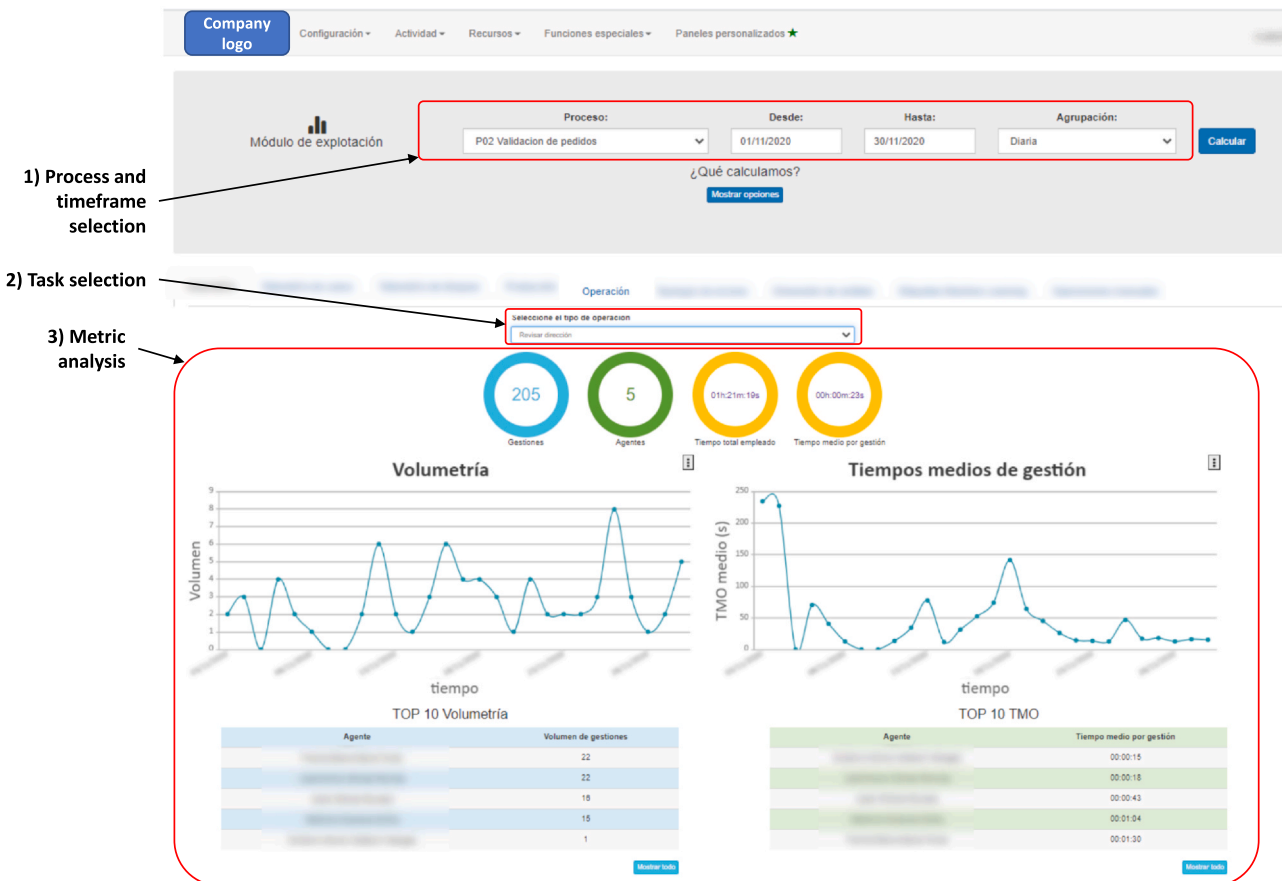 Company
logo
Configuración
Actividad
Recursos
Funciones especiales
Paneles personalizados ★
Módulo de explotación
Proceso:
Desde:
Hasta:
Agrupación:
P02 Validacion de pedidos
01/11/2020
30/11/2020
Diaria
Calcular
¿Qué calculamos?
Mostrar opciones
1) Process and
timeframe
selection
2) Task selection
Operación
Seleccione el tipo de operación
Revisar dirección
3) Metric
analysis
205
5
01h:21m:19s
00h:00m:23s
Gestiones
Agentes
Tiempo total empleado
Tiempo medio por gestión
Volumetría
9
8
7
6
5
4
3
2
1
0
Volumen
tiempo
Tiempos medios de gestión
250
200
150
100
50
0
TMO medio (s)
tiempo
TOP 10 Volumetría
Agente Volumen de gestiones
22
22
16
15
1
Mostrar todo
TOP 10 TMO
Agente Tiempo medio por gestión
00:00:15
00:00:18
00:00:43
00:01:04
00:01:30
Mostrar todo